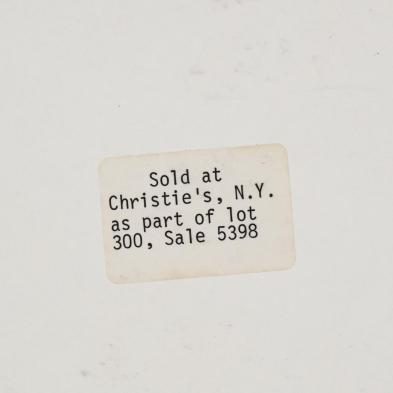 Sold at
Christie's, N.Y.
as part of lot
300, Sale 5398